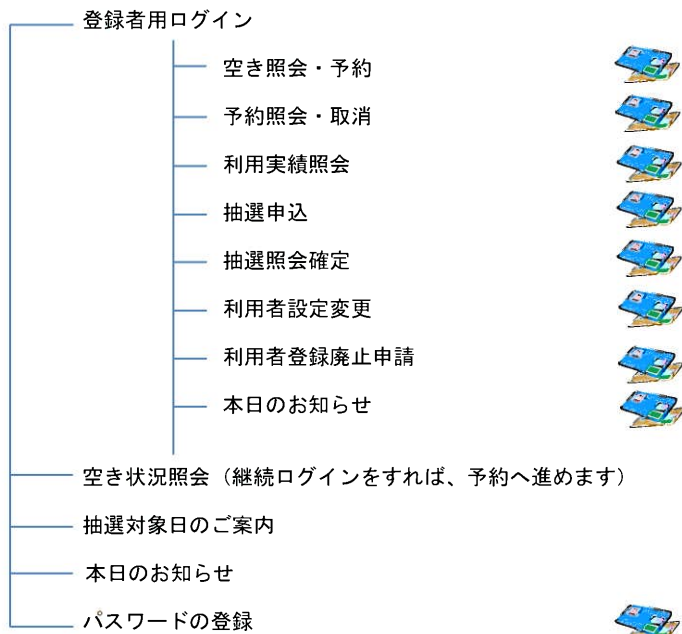 登録者用ログイン
空き照会・予約
予約照会・取消
利用実績照会
抽選申込
抽選照会確定
利用者設定変更
利用者登録廃止申請
本日のお知らせ
空き状況照会（継続ログインをすれば、予約へ進めます）
抽選対象日のご案内
本日のお知らせ
パスワードの登録